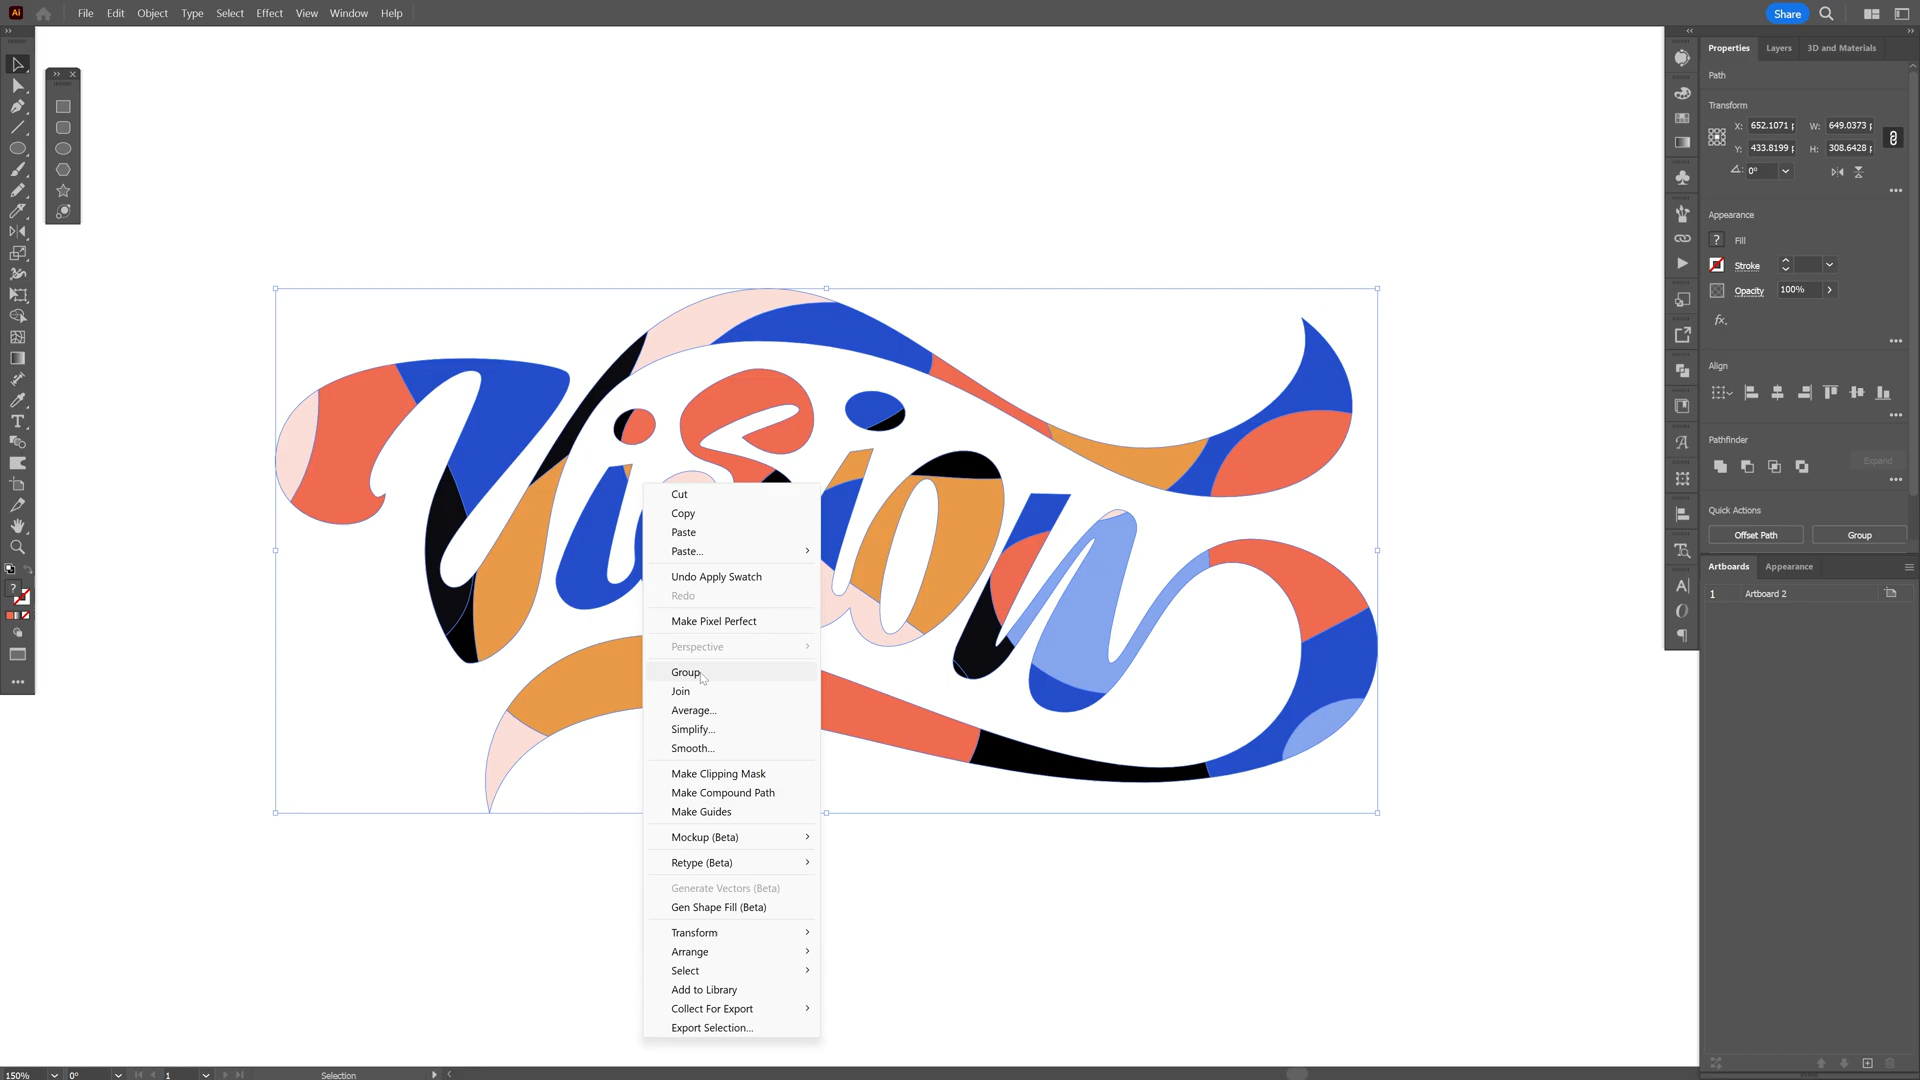 Ai
File Edit Object Type Select Effect View Window Help
Share
Properties Layers 3D and Materials
Path
Transform
X: 652.1071 p W: 649.0373 p
Y: 433.8199 p H: 308.6428 p
0°
Appearance
? Fill
Stroke
Opacity 100%
fx.
Align
Pathfinder
Expand
Quick Actions
Offset Path Group
Artboards Appearance
1 Artboard 2
Vision
Cut
Copy
Paste
Paste...
Undo Apply Swatch
Redo
Make Pixel Perfect
Perspective
Group
Join
Average...
Simplify...
Smooth...
Make Clipping Mask
Make Compound Path
Make Guides
Mockup (Beta)
Retype (Beta)
Generate Vectors (Beta)
Gen Shape Fill (Beta)
Transform
Arrange
Select
Add to Library
Collect For Export
Export Selection...
150% 0° 1 Selection